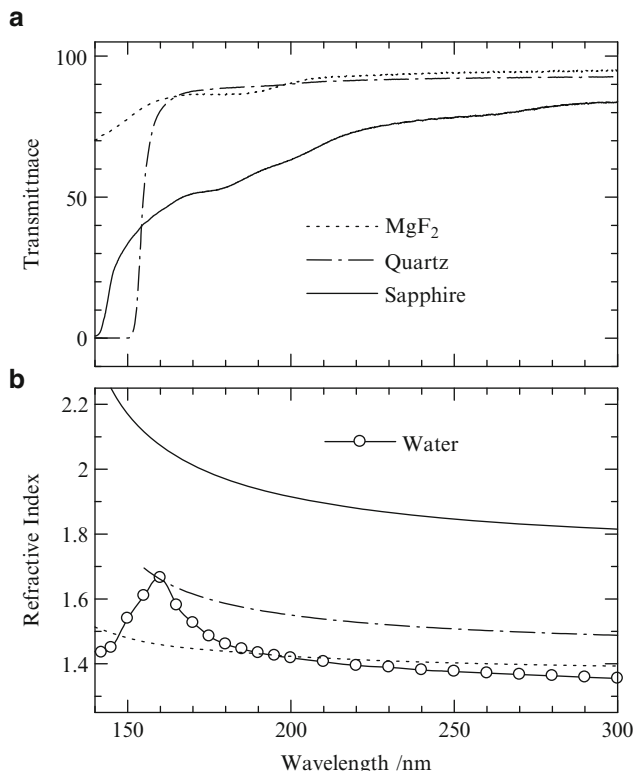 a
100
50
0
Transmittnace
MgF2
Quartz
Sapphire
b
2.2
2
1.8
1.6
1.4
Refractive Index
Water
150
200
250
300
Wavelength /nm